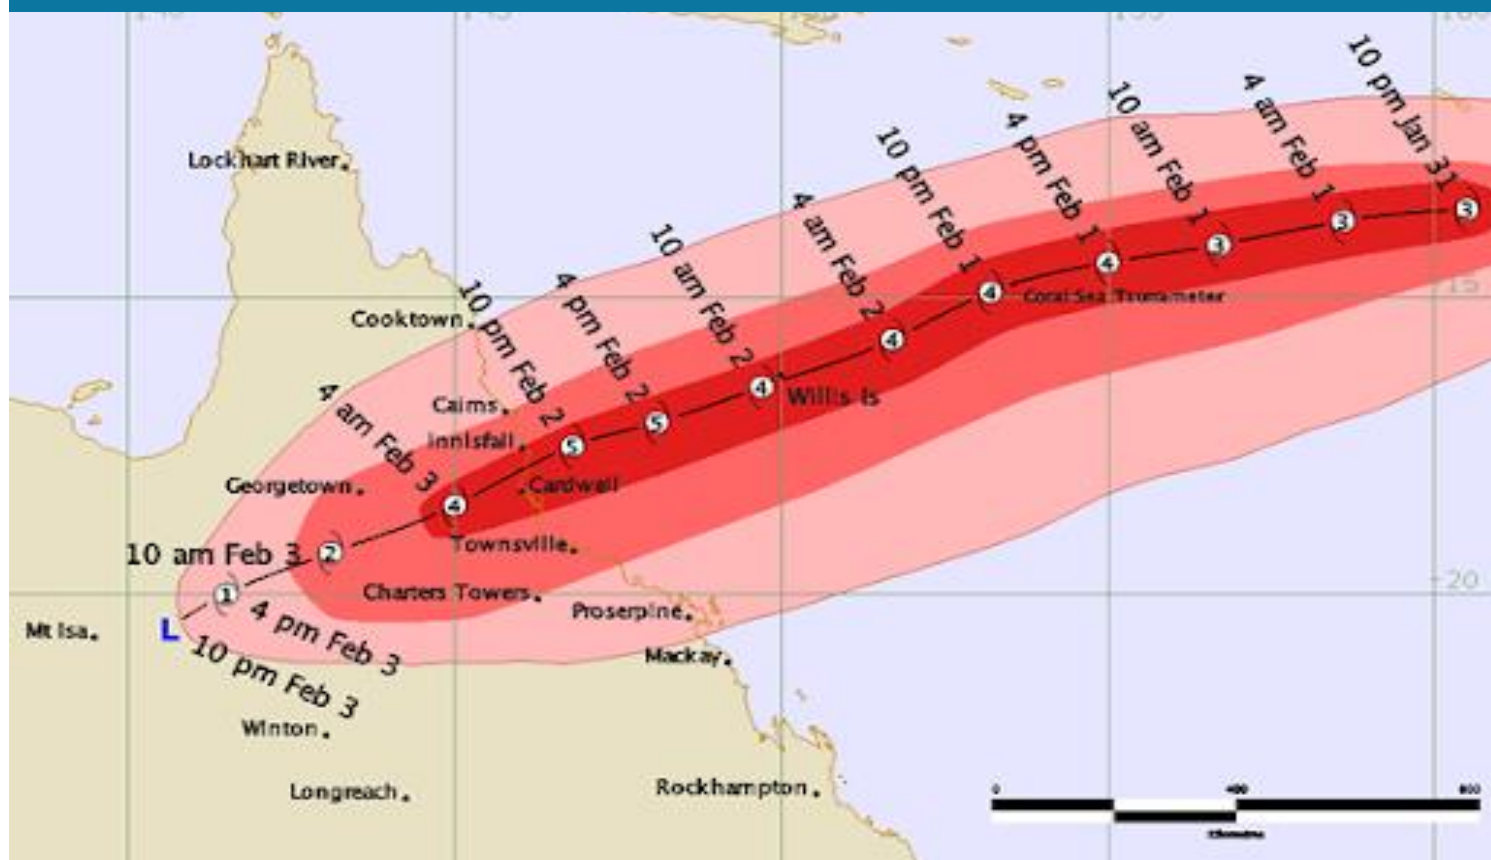 10 pm Jan 31
4 am Feb 1
10 am Feb 1
4 pm Feb 1
10 pm Feb 1
4 am Feb 2
10 am Feb 2
4 pm Feb 2
10 pm Feb 2
4 am Feb 3
10 am Feb 3
4 pm Feb 3
10 pm Feb 3
3
3
3
4
4
4
4
5
5
4
2
1
L
Lockhart River
Coral Sea Tsunameter
15
Cooktown
Willis Is
Cairns
Innisfail
Georgetown
Cardwell
Townsville
20
Charters Towers
Proserpine
Mt Isa
Mackay
Winton
Longreach
Rockhampton
0
400
800
Kilometres